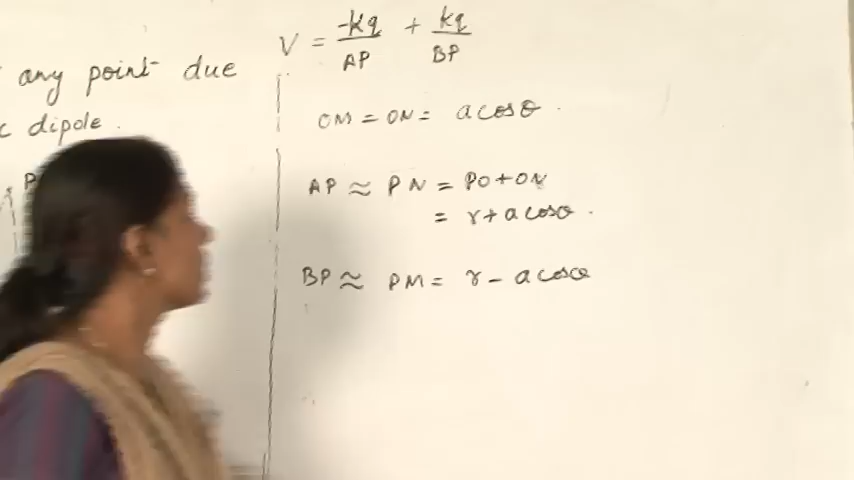 any point due
c dipole.
P
V = -Kq/AP + Kq/BP
OM = ON = a cosθ.
AP ≈ PN = PO + ON
= r + a cosθ.
BP ≈ PM = r - a cosθ